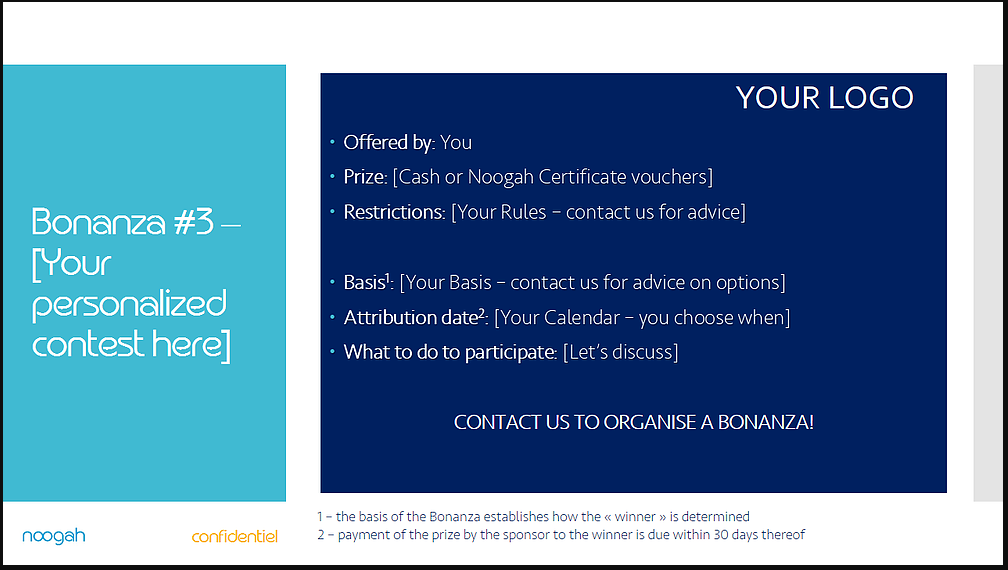 Bonanza #3 –
[Your
personalized
contest here]
YOUR LOGO
• Offered by: You
• Prize: [Cash or Noogah Certificate vouchers]
• Restrictions: [Your Rules – contact us for advice]
• Basis¹: [Your Basis – contact us for advice on options]
• Attribution date²: [Your Calendar – you choose when]
• What to do to participate: [Let’s discuss]
CONTACT US TO ORGANISE A BONANZA!
1 – the basis of the Bonanza establishes how the « winner » is determined
2 – payment of the prize by the sponsor to the winner is due within 30 days thereof
noogah
confidentiel